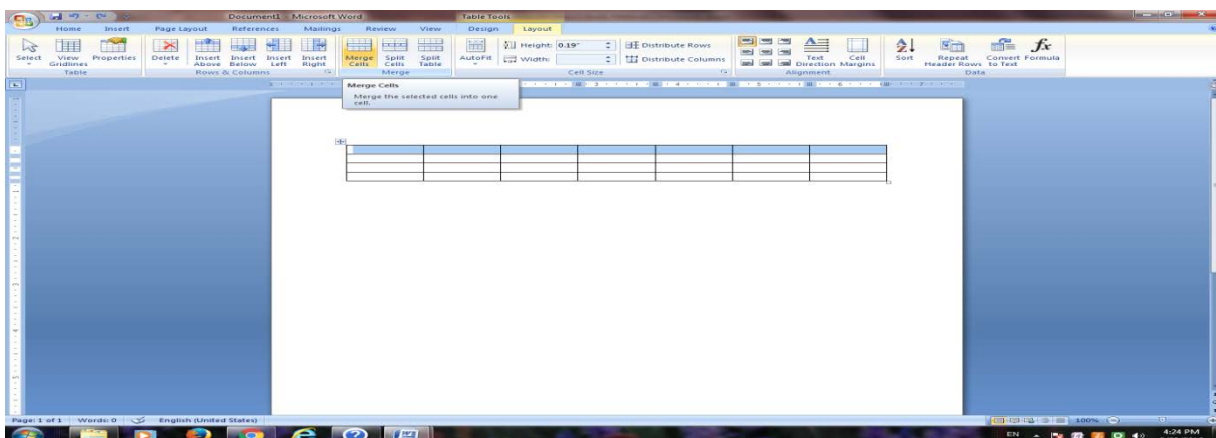 Document1 - Microsoft Word
Table Tools
Home Insert Page Layout References Mailings Review View Design Layout
Select View Gridlines Properties
Delete Insert Above Insert Below Insert Left Insert Right
Merge Cells Split Cells Split Table
AutoFit
Height: 0.19"
Width:
Distribute Rows
Distribute Columns
Text Direction Cell Margins
Sort Repeat Header Rows Convert to Text Formula
Table Rows & Columns Merge Cell Size Alignment Data
Merge Cells
Merge the selected cells into one
cell.
Page: 1 of 1 Words: 0 English (United States) 100%
EN 4:24 PM